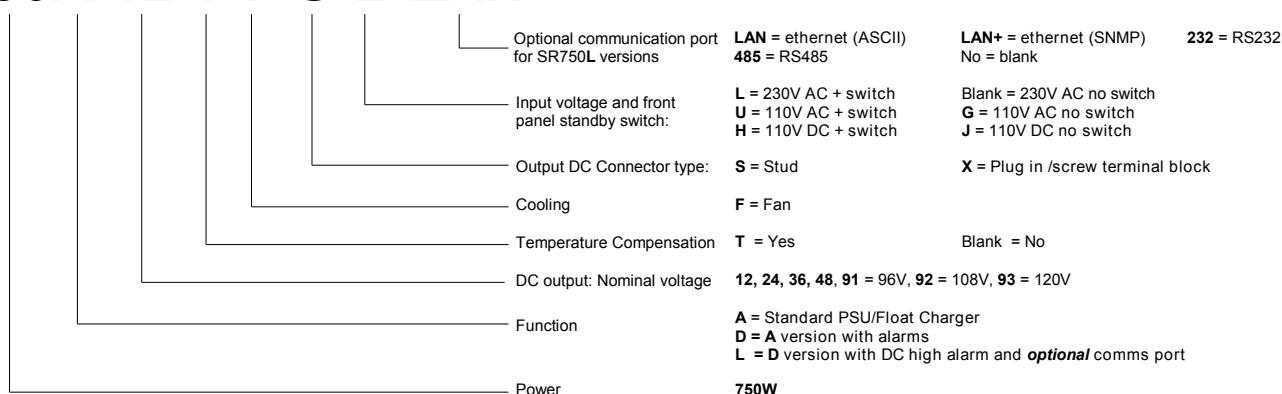 Optional communication port LAN = ethernet (ASCII) LAN+ = ethernet (SNMP) 232 = RS232
for SR750L versions 485 = RS485 No = blank
Input voltage and front L = 230V AC + switch Blank = 230V AC no switch
panel standby switch: U = 110V AC + switch G = 110V AC no switch
H = 110V DC + switch J = 110V DC no switch
Output DC Connector type: S = Stud X = Plug in /screw terminal block
Cooling F = Fan
Temperature Compensation T = Yes Blank = No
DC output: Nominal voltage 12, 24, 36, 48, 91 = 96V, 92 = 108V, 93 = 120V
Function A = Standard PSU/Float Charger
D = A version with alarms
L = D version with DC high alarm and optional comms port
Power 750W